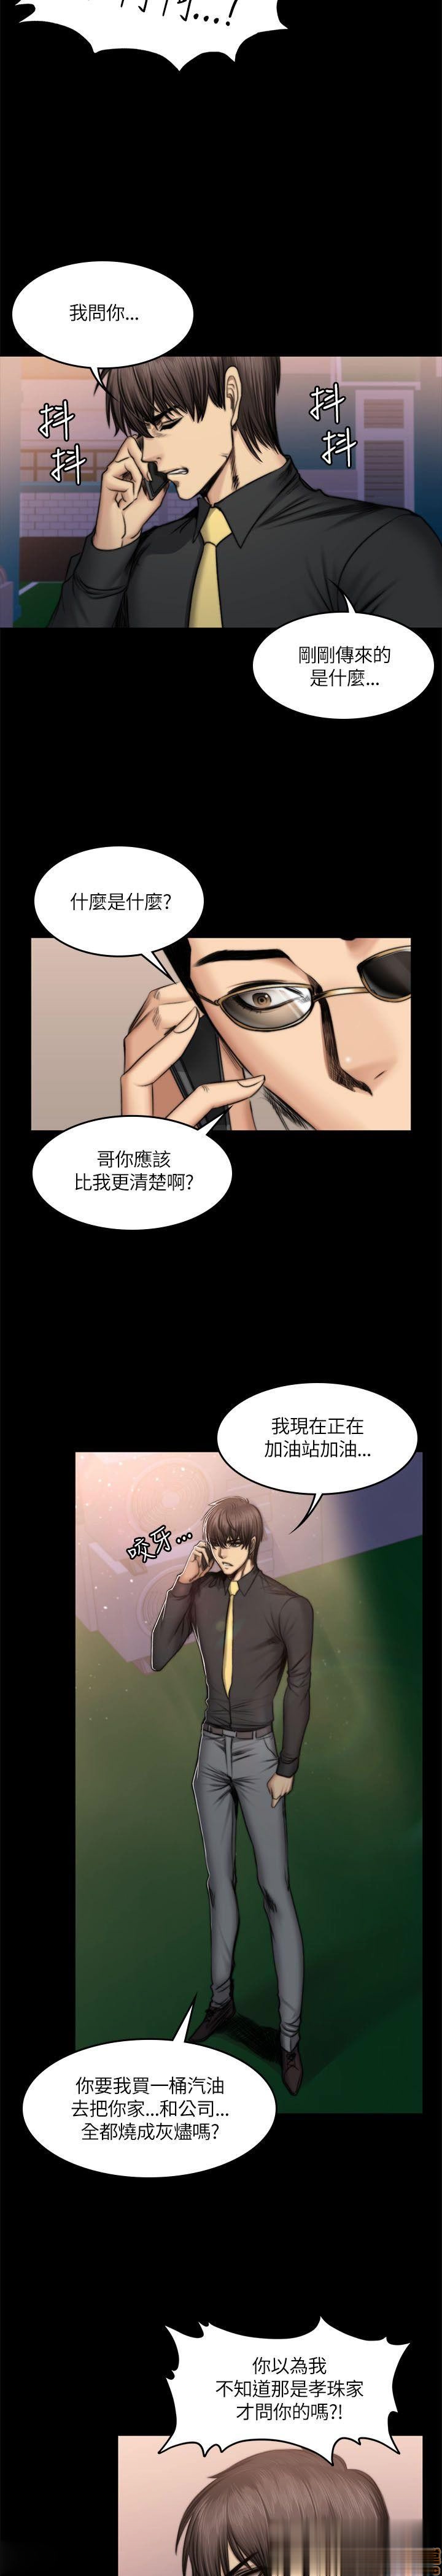 我問你...
抖
抖
抖
抖
剛剛傳來的
是什麼...
什麼是什麼?
哥你應該
比我更清楚啊?
我現在正在
加油站加油...
咬牙...
你要我買一桶汽油
去把你家...和公司...
全都燒成灰燼嗎?
你以為我
不知道那是孝珠家
才問你的嗎?!